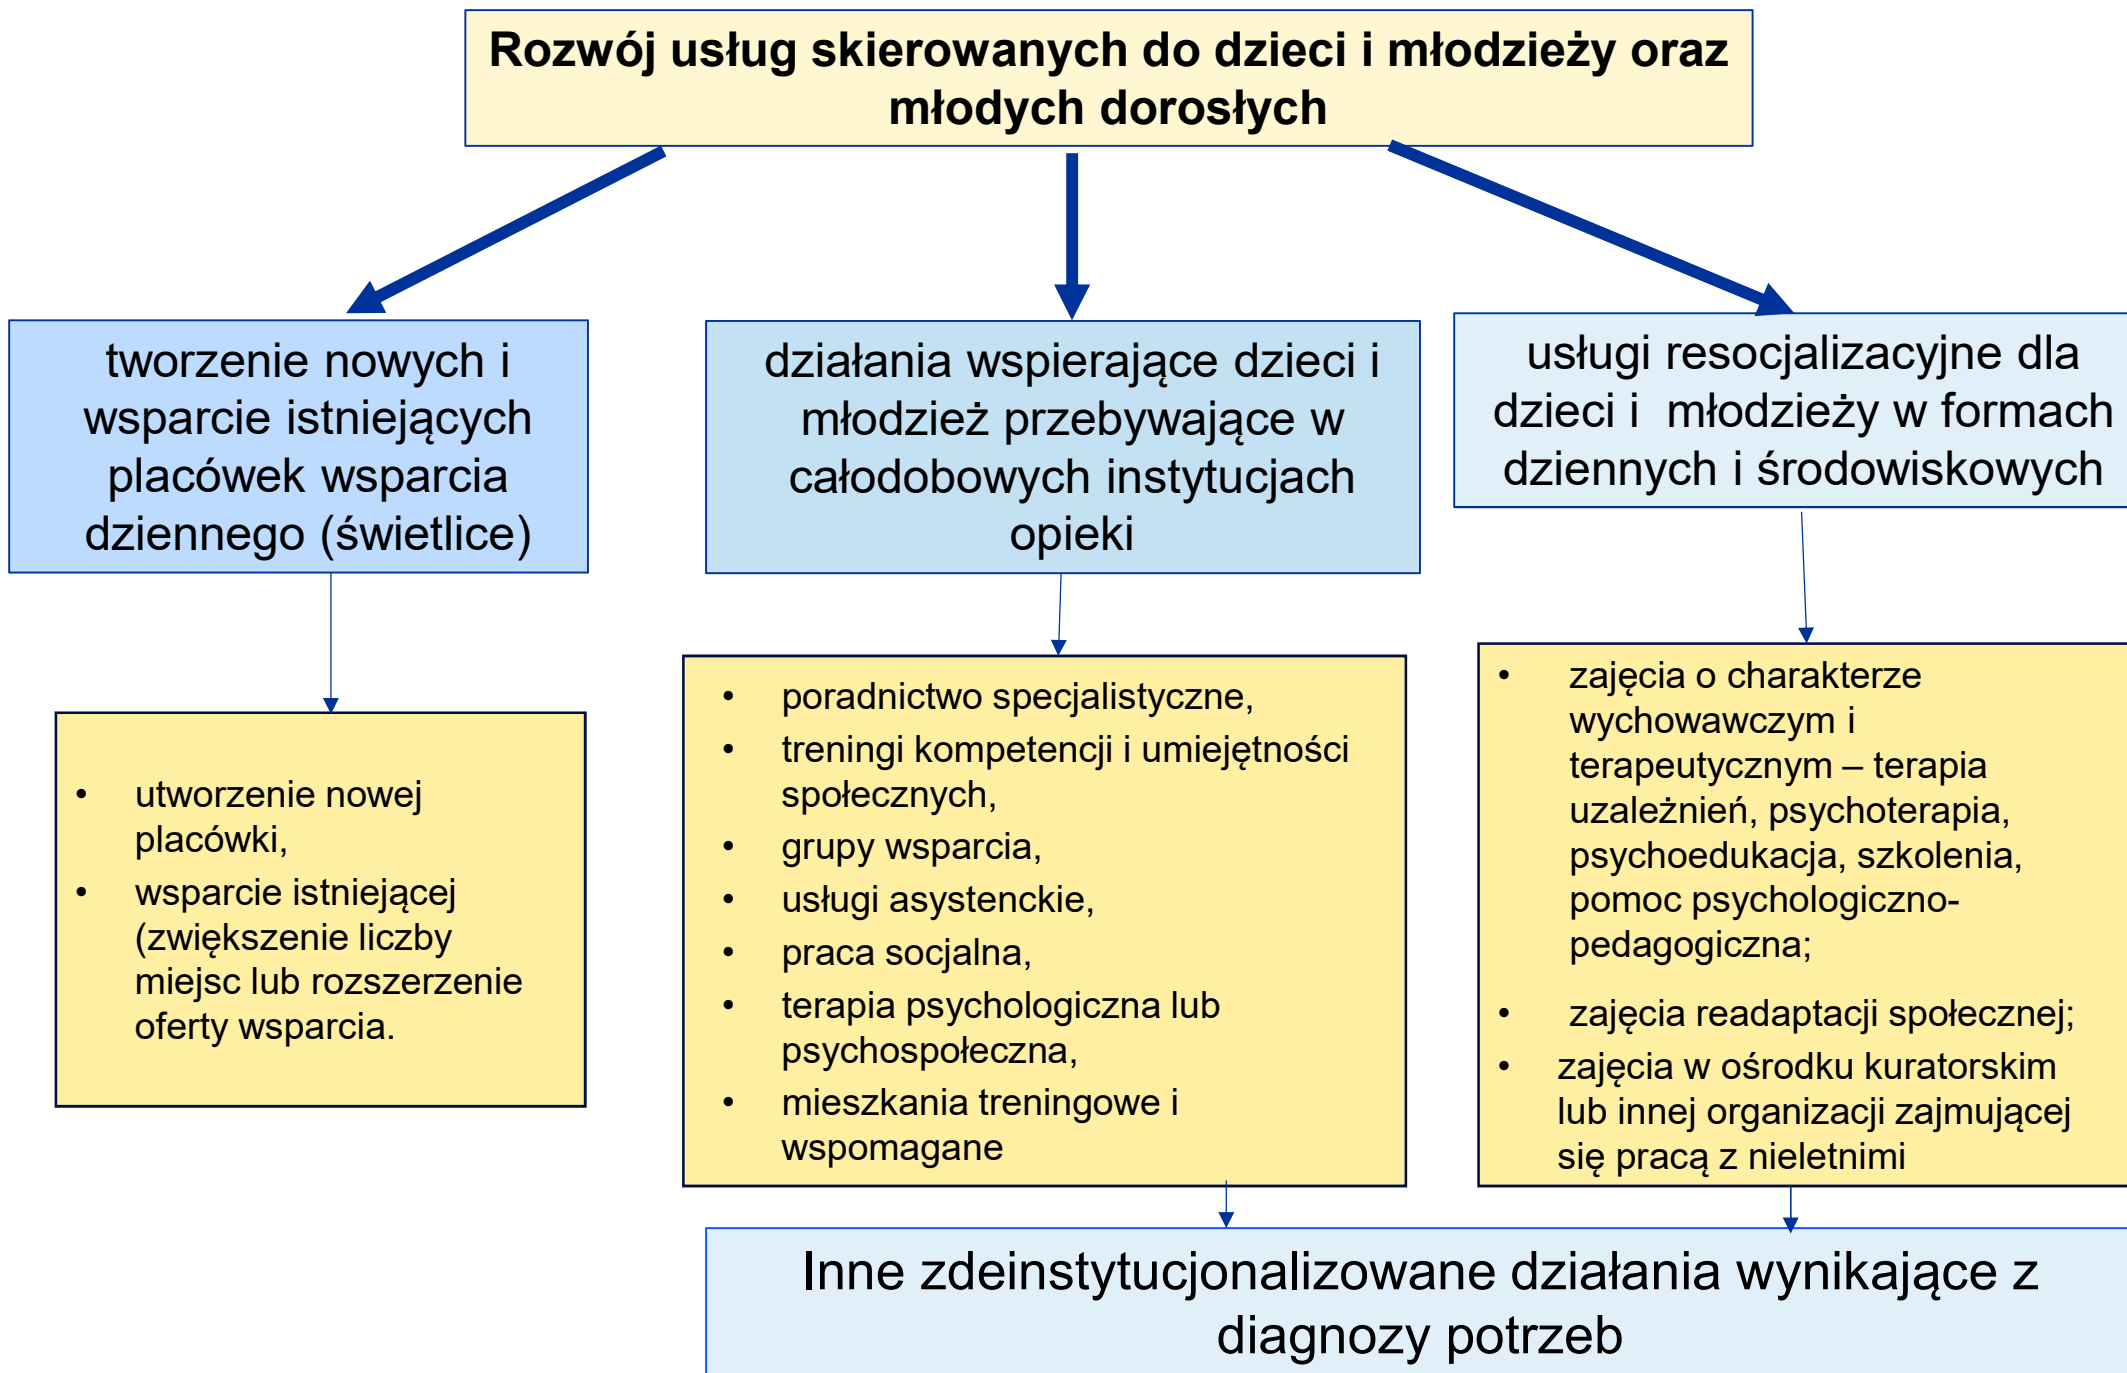 Rozwój usług skierowanych do dzieci i młodzieży oraz
młodych dorosłych
tworzenie nowych i
wsparcie istniejących
placówek wsparcia
dziennego (świetlice)
działania wspierające dzieci i
młodzież przebywające w
całodobowych instytucjach
opieki
usługi resocjalizacyjne dla
dzieci i  młodzieży w formach
dziennych i środowiskowych
• utworzenie nowej
placówki,
• wsparcie istniejącej
(zwiększenie liczby
miejsc lub rozszerzenie
oferty wsparcia.
• poradnictwo specjalistyczne,
• treningi kompetencji i umiejętności
społecznych,
• grupy wsparcia,
• usługi asystenckie,
• praca socjalna,
• terapia psychologiczna lub
psychospołeczna,
• mieszkania treningowe i
wspomagane
• zajęcia o charakterze
wychowawczym i
terapeutycznym – terapia
uzależnień, psychoterapia,
psychoedukacja, szkolenia,
pomoc psychologiczno-
pedagogiczna;
• zajęcia readaptacji społecznej;
• zajęcia w ośrodku kuratorskim
lub innej organizacji zajmującej
się pracą z nieletnimi
Inne zdeinstytucjonalizowane działania wynikające z
diagnozy potrzeb